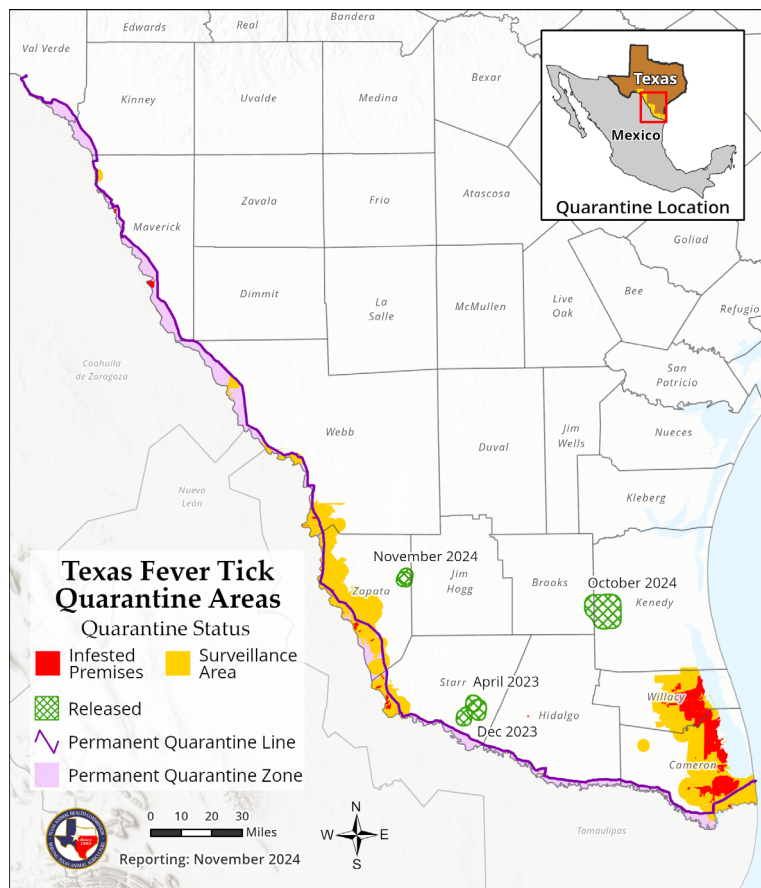 Bandera
Real
Edwards
Val Verde
Bexar
Kinney
Uvalde
Medina
Texas
Mexico
Quarantine Location
Zavala
Frio
Atascosa
Maverick
Goliad
Dimmit
La
Salle
McMullen
Live
Oak
Bee
Refugio
Coahuila
de Zaragoza
San
Patricio
Webb
Duval
Jim
Wells
Nueces
Nuevo
León
Kleberg
November 2024
Jim
Hogg
Brooks
October 2024
Kenedy
Zapata
Texas Fever Tick
Quarantine Areas
Quarantine Status
Infested
Premises
Surveillance
Area
Released
Permanent Quarantine Line
Permanent Quarantine Zone
Starr
April 2023
Dec 2023
Hidalgo
Willacy
Cameron
Tamaulipas
0 10 20 30
Miles
Reporting: November 2024
N
W E
S